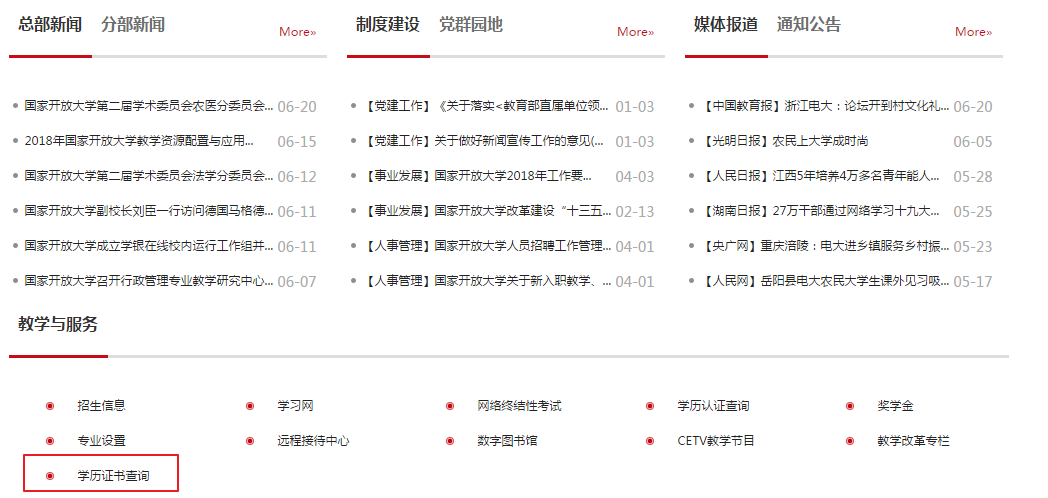 总部新闻 分部新闻 More»
国家开放大学第二届学术委员会农医分委员会... 06-20
2018年国家开放大学教学资源配置与应用... 06-15
国家开放大学第二届学术委员会法学分委员会... 06-12
国家开放大学副校长刘臣一行访问德国马格德... 06-11
国家开放大学成立学银在线校内运行工作组并... 06-11
国家开放大学召开行政管理专业教学研究中心... 06-07
制度建设 党群园地 More»
【党建工作】《关于落实<教育部直属单位领... 01-03
【党建工作】关于做好新闻宣传工作的意见(... 01-03
【事业发展】国家开放大学2018年工作要... 04-03
【事业发展】国家开放大学改革建设“十三五... 02-13
【人事管理】国家开放大学人员招聘工作管理... 04-01
【人事管理】国家开放大学关于新入职教学、... 04-01
媒体报道 通知公告 More»
【中国教育报】浙江电大：论坛开到村文化礼... 06-20
【光明日报】农民上大学成时尚 06-05
【人民日报】江西5年培养4万多名青年能人... 05-28
【湖南日报】27万干部通过网络学习十九大... 05-25
【央广网】重庆涪陵：电大进乡镇服务乡村振... 05-23
【人民网】岳阳县电大农民大学生课外见习吸... 05-17
教学与服务
招生信息 学习网 网络终结性考试 学历认证查询 奖学金
专业设置 远程接待中心 数字图书馆 CETV教学节目 教学改革专栏
学历证书查询